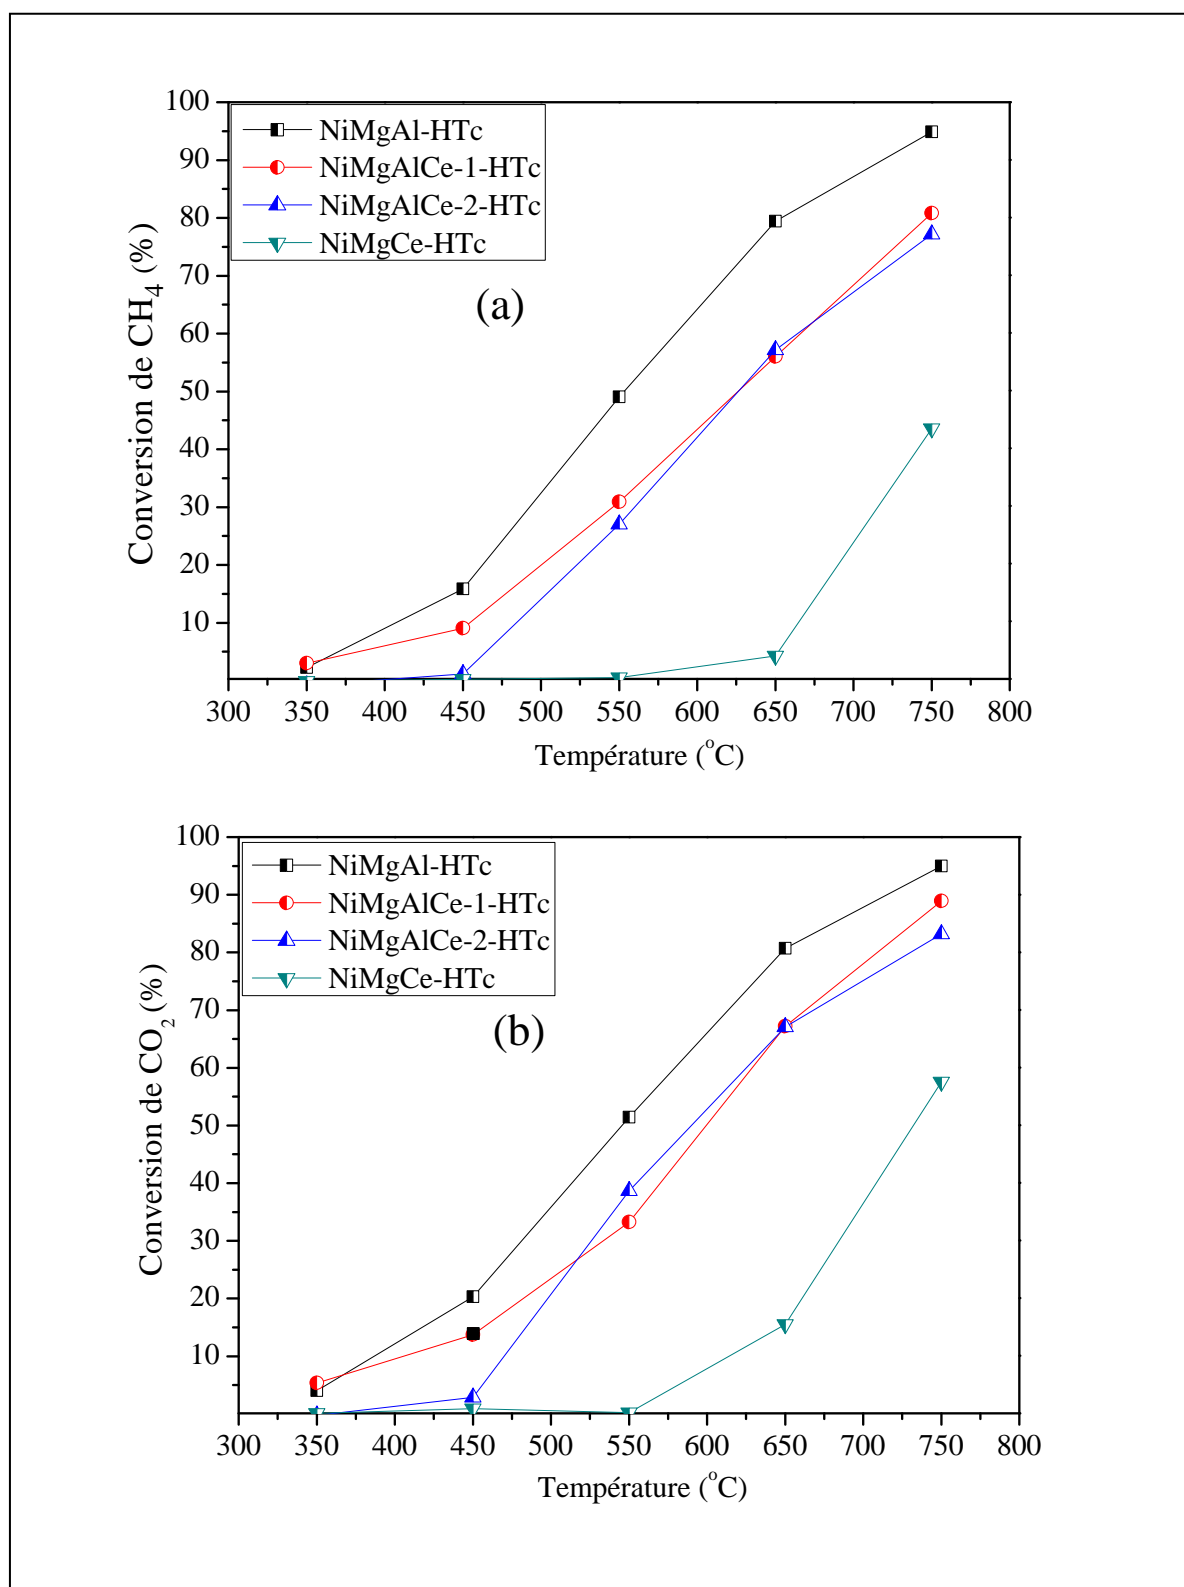 100
90
80
70
60
50
40
30
20
10
Conversion de CH4 (%)
NiMgAl-HTc
NiMgAlCe-1-HTc
NiMgAlCe-2-HTc
NiMgCe-HTc
(a)
300 350 400 450 500 550 600 650 700 750 800
Température (°C)
100
90
80
70
60
50
40
30
20
10
Conversion de CO2 (%)
NiMgAl-HTc
NiMgAlCe-1-HTc
NiMgAlCe-2-HTc
NiMgCe-HTc
(b)
300 350 400 450 500 550 600 650 700 750 800
Température (°C)